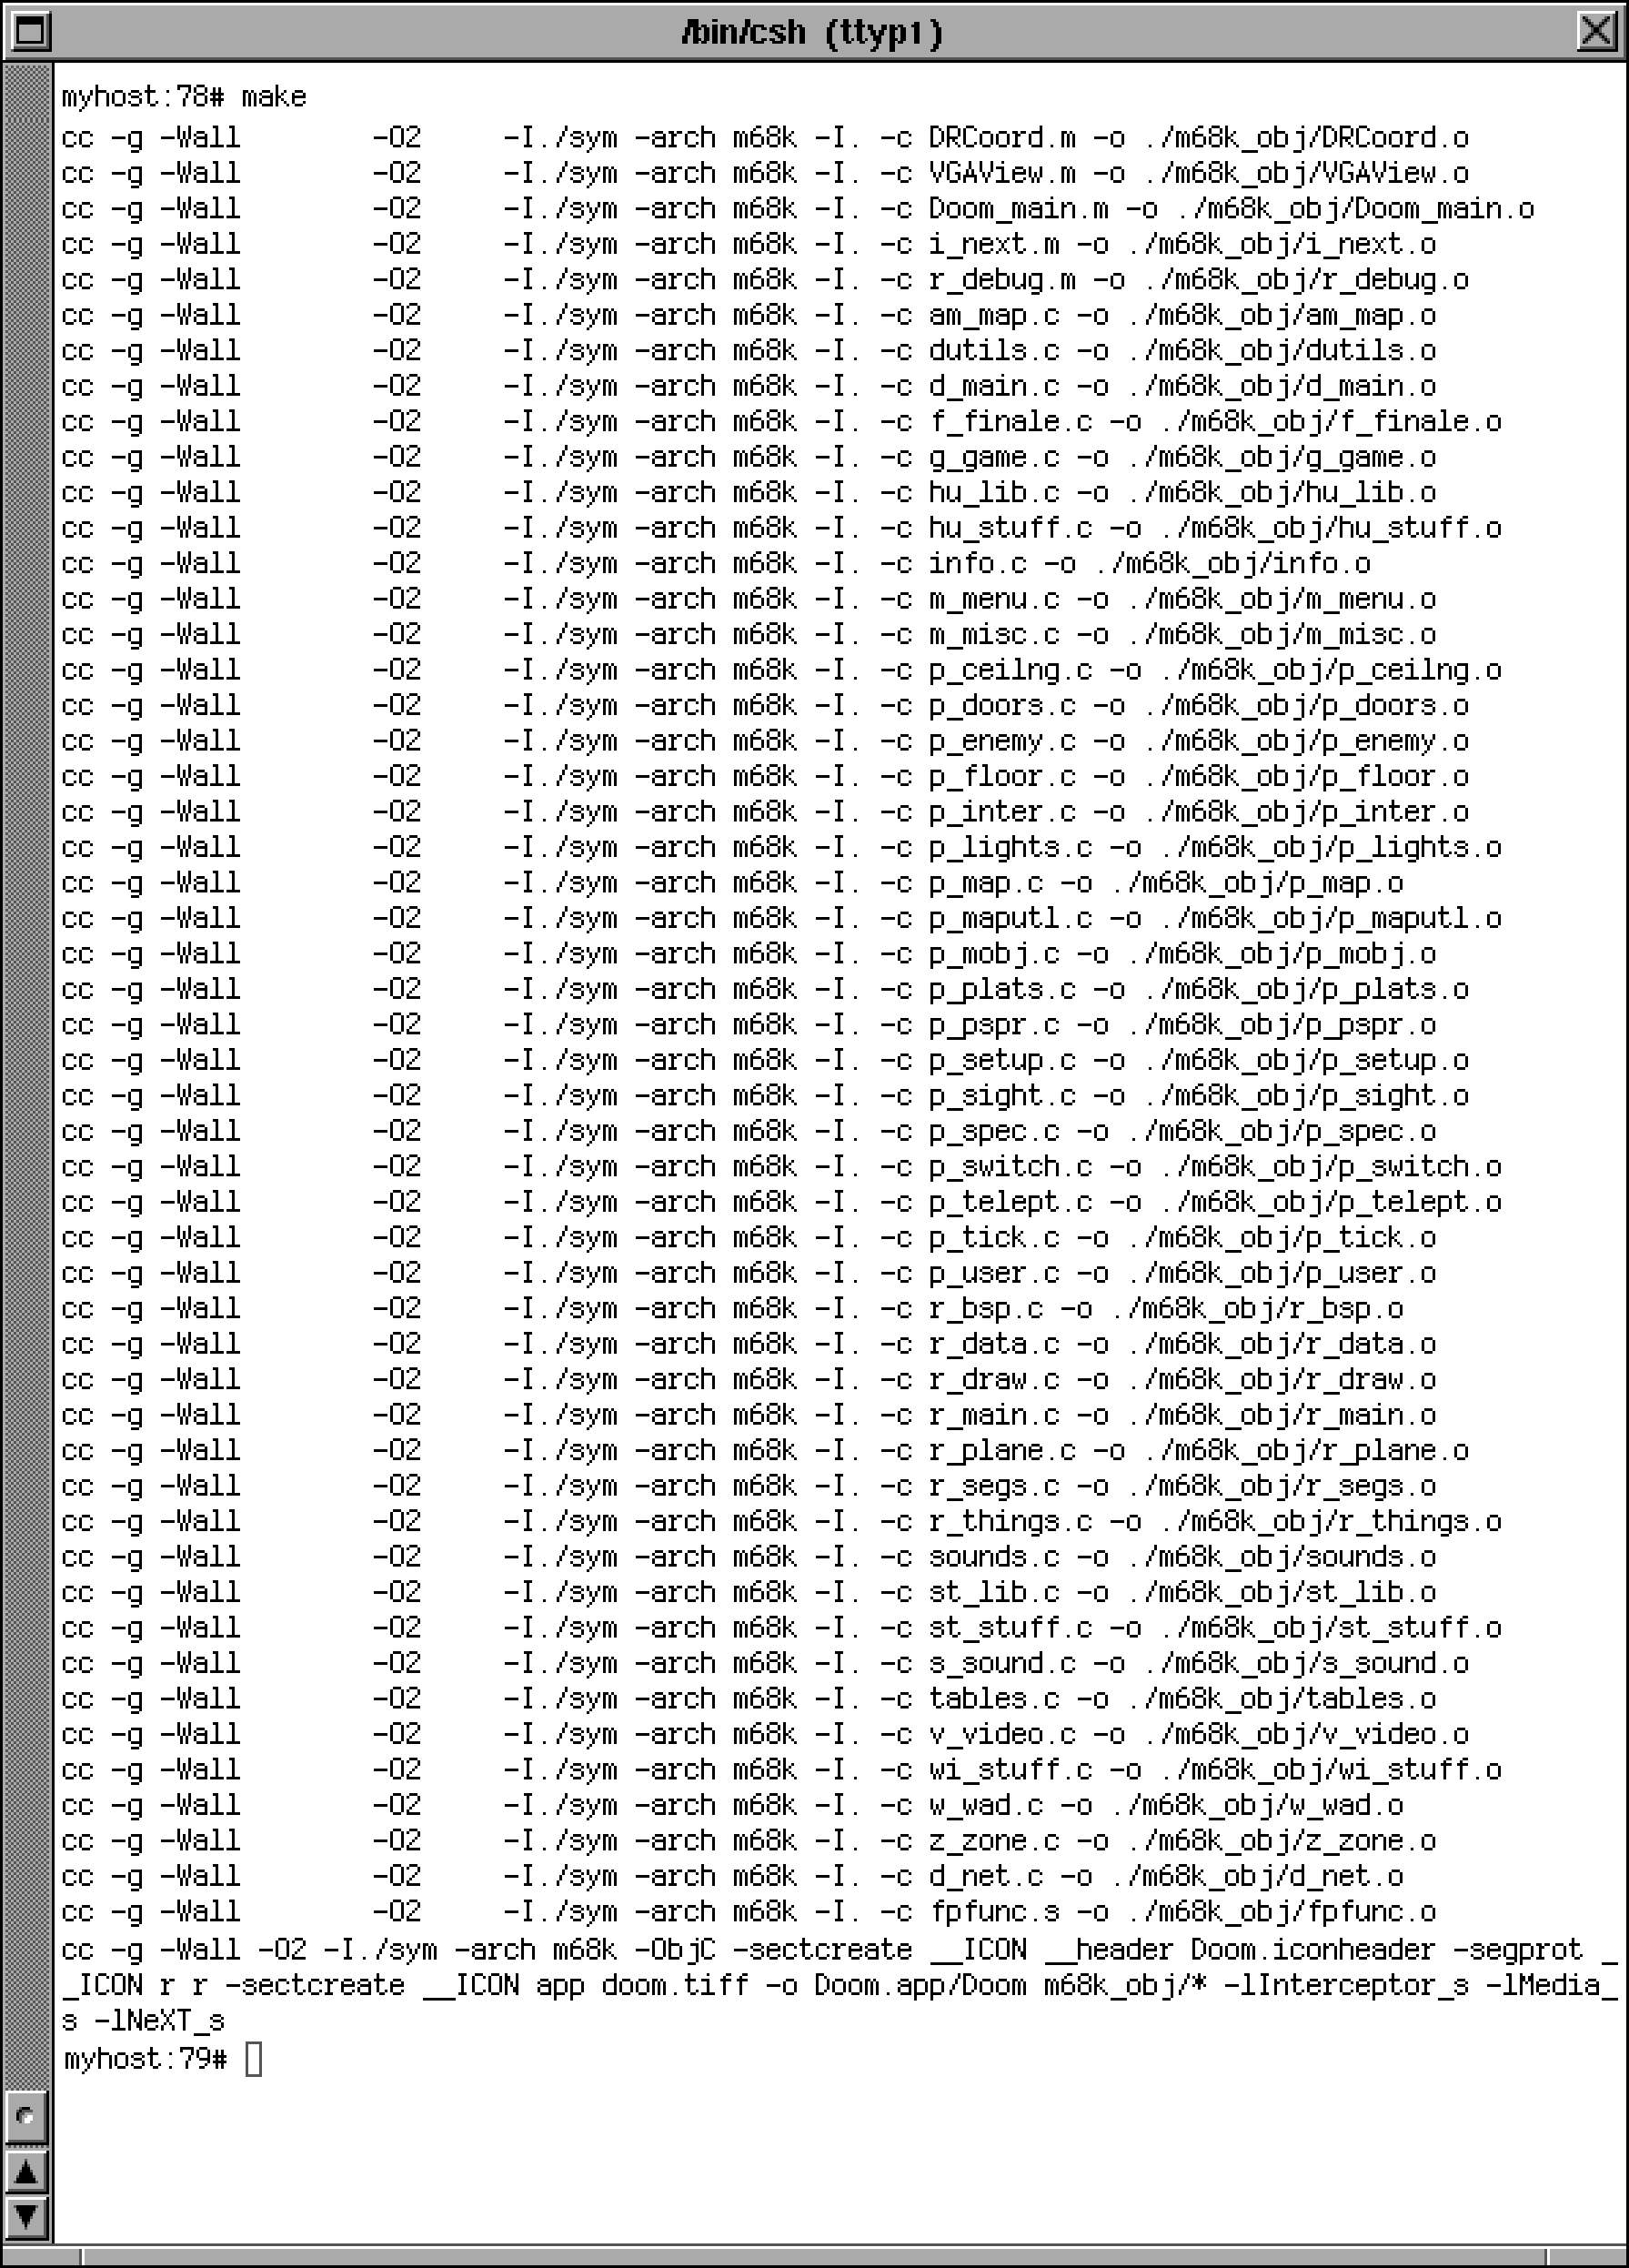 /bin/csh (ttyp1)
myhost:78# make
cc -g -Wall        -O2     -I./sym -arch m68k -I. -c DRCoord.m -o ./m68k_obj/DRCoord.o
cc -g -Wall        -O2     -I./sym -arch m68k -I. -c VGAView.m -o ./m68k_obj/VGAView.o
cc -g -Wall        -O2     -I./sym -arch m68k -I. -c Doom_main.m -o ./m68k_obj/Doom_main.o
cc -g -Wall        -O2     -I./sym -arch m68k -I. -c i_next.m -o ./m68k_obj/i_next.o
cc -g -Wall        -O2     -I./sym -arch m68k -I. -c r_debug.m -o ./m68k_obj/r_debug.o
cc -g -Wall        -O2     -I./sym -arch m68k -I. -c am_map.c -o ./m68k_obj/am_map.o
cc -g -Wall        -O2     -I./sym -arch m68k -I. -c dutils.c -o ./m68k_obj/dutils.o
cc -g -Wall        -O2     -I./sym -arch m68k -I. -c d_main.c -o ./m68k_obj/d_main.o
cc -g -Wall        -O2     -I./sym -arch m68k -I. -c f_finale.c -o ./m68k_obj/f_finale.o
cc -g -Wall        -O2     -I./sym -arch m68k -I. -c g_game.c -o ./m68k_obj/g_game.o
cc -g -Wall        -O2     -I./sym -arch m68k -I. -c hu_lib.c -o ./m68k_obj/hu_lib.o
cc -g -Wall        -O2     -I./sym -arch m68k -I. -c hu_stuff.c -o ./m68k_obj/hu_stuff.o
cc -g -Wall        -O2     -I./sym -arch m68k -I. -c info.c -o ./m68k_obj/info.o
cc -g -Wall        -O2     -I./sym -arch m68k -I. -c m_menu.c -o ./m68k_obj/m_menu.o
cc -g -Wall        -O2     -I./sym -arch m68k -I. -c m_misc.c -o ./m68k_obj/m_misc.o
cc -g -Wall        -O2     -I./sym -arch m68k -I. -c p_ceilng.c -o ./m68k_obj/p_ceilng.o
cc -g -Wall        -O2     -I./sym -arch m68k -I. -c p_doors.c -o ./m68k_obj/p_doors.o
cc -g -Wall        -O2     -I./sym -arch m68k -I. -c p_enemy.c -o ./m68k_obj/p_enemy.o
cc -g -Wall        -O2     -I./sym -arch m68k -I. -c p_floor.c -o ./m68k_obj/p_floor.o
cc -g -Wall        -O2     -I./sym -arch m68k -I. -c p_inter.c -o ./m68k_obj/p_inter.o
cc -g -Wall        -O2     -I./sym -arch m68k -I. -c p_lights.c -o ./m68k_obj/p_lights.o
cc -g -Wall        -O2     -I./sym -arch m68k -I. -c p_map.c -o ./m68k_obj/p_map.o
cc -g -Wall        -O2     -I./sym -arch m68k -I. -c p_maputl.c -o ./m68k_obj/p_maputl.o
cc -g -Wall        -O2     -I./sym -arch m68k -I. -c p_mobj.c -o ./m68k_obj/p_mobj.o
cc -g -Wall        -O2     -I./sym -arch m68k -I. -c p_plats.c -o ./m68k_obj/p_plats.o
cc -g -Wall        -O2     -I./sym -arch m68k -I. -c p_pspr.c -o ./m68k_obj/p_pspr.o
cc -g -Wall        -O2     -I./sym -arch m68k -I. -c p_setup.c -o ./m68k_obj/p_setup.o
cc -g -Wall        -O2     -I./sym -arch m68k -I. -c p_sight.c -o ./m68k_obj/p_sight.o
cc -g -Wall        -O2     -I./sym -arch m68k -I. -c p_spec.c -o ./m68k_obj/p_spec.o
cc -g -Wall        -O2     -I./sym -arch m68k -I. -c p_switch.c -o ./m68k_obj/p_switch.o
cc -g -Wall        -O2     -I./sym -arch m68k -I. -c p_telept.c -o ./m68k_obj/p_telept.o
cc -g -Wall        -O2     -I./sym -arch m68k -I. -c p_tick.c -o ./m68k_obj/p_tick.o
cc -g -Wall        -O2     -I./sym -arch m68k -I. -c p_user.c -o ./m68k_obj/p_user.o
cc -g -Wall        -O2     -I./sym -arch m68k -I. -c r_bsp.c -o ./m68k_obj/r_bsp.o
cc -g -Wall        -O2     -I./sym -arch m68k -I. -c r_data.c -o ./m68k_obj/r_data.o
cc -g -Wall        -O2     -I./sym -arch m68k -I. -c r_draw.c -o ./m68k_obj/r_draw.o
cc -g -Wall        -O2     -I./sym -arch m68k -I. -c r_main.c -o ./m68k_obj/r_main.o
cc -g -Wall        -O2     -I./sym -arch m68k -I. -c r_plane.c -o ./m68k_obj/r_plane.o
cc -g -Wall        -O2     -I./sym -arch m68k -I. -c r_segs.c -o ./m68k_obj/r_segs.o
cc -g -Wall        -O2     -I./sym -arch m68k -I. -c r_things.c -o ./m68k_obj/r_things.o
cc -g -Wall        -O2     -I./sym -arch m68k -I. -c sounds.c -o ./m68k_obj/sounds.o
cc -g -Wall        -O2     -I./sym -arch m68k -I. -c st_lib.c -o ./m68k_obj/st_lib.o
cc -g -Wall        -O2     -I./sym -arch m68k -I. -c st_stuff.c -o ./m68k_obj/st_stuff.o
cc -g -Wall        -O2     -I./sym -arch m68k -I. -c s_sound.c -o ./m68k_obj/s_sound.o
cc -g -Wall        -O2     -I./sym -arch m68k -I. -c tables.c -o ./m68k_obj/tables.o
cc -g -Wall        -O2     -I./sym -arch m68k -I. -c v_video.c -o ./m68k_obj/v_video.o
cc -g -Wall        -O2     -I./sym -arch m68k -I. -c wi_stuff.c -o ./m68k_obj/wi_stuff.o
cc -g -Wall        -O2     -I./sym -arch m68k -I. -c w_wad.c -o ./m68k_obj/w_wad.o
cc -g -Wall        -O2     -I./sym -arch m68k -I. -c z_zone.c -o ./m68k_obj/z_zone.o
cc -g -Wall        -O2     -I./sym -arch m68k -I. -c d_net.c -o ./m68k_obj/d_net.o
cc -g -Wall        -O2     -I./sym -arch m68k -I. -c fpfunc.s -o ./m68k_obj/fpfunc.o
cc -g -Wall -O2 -I./sym -arch m68k -ObjC -sectcreate __ICON __header Doom.iconheader -segprot _
_ICON r r -sectcreate __ICON app doom.tiff -o Doom.app/Doom m68k_obj/* -lInterceptor_s -lMedia_
s -lNeXT_s
myhost:79#